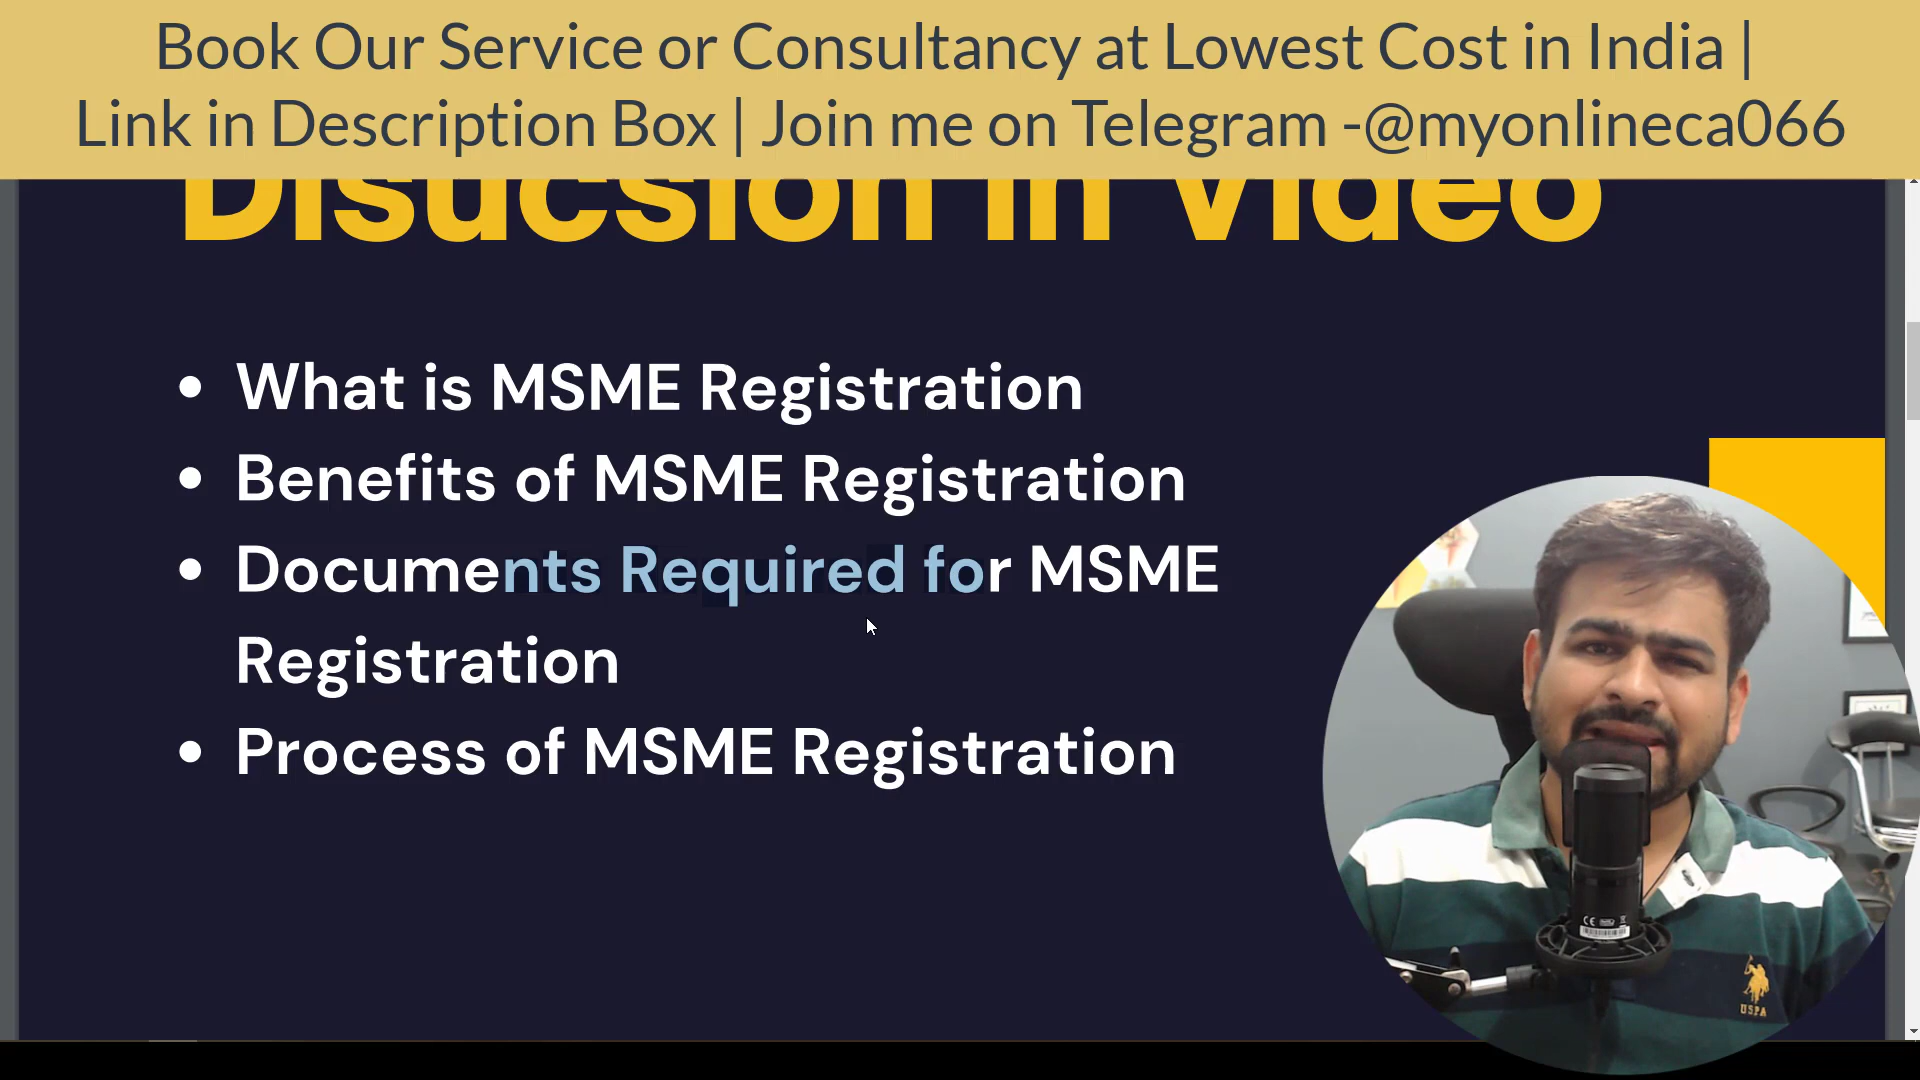 Book Our Service or Consultancy at Lowest Cost in India |
Link in Description Box | Join me on Telegram -@myonlineca066
Disucsion in Video
• What is MSME Registration
• Benefits of MSME Registration
• Documents Required for MSME
Registration
• Process of MSME Registration
USPA